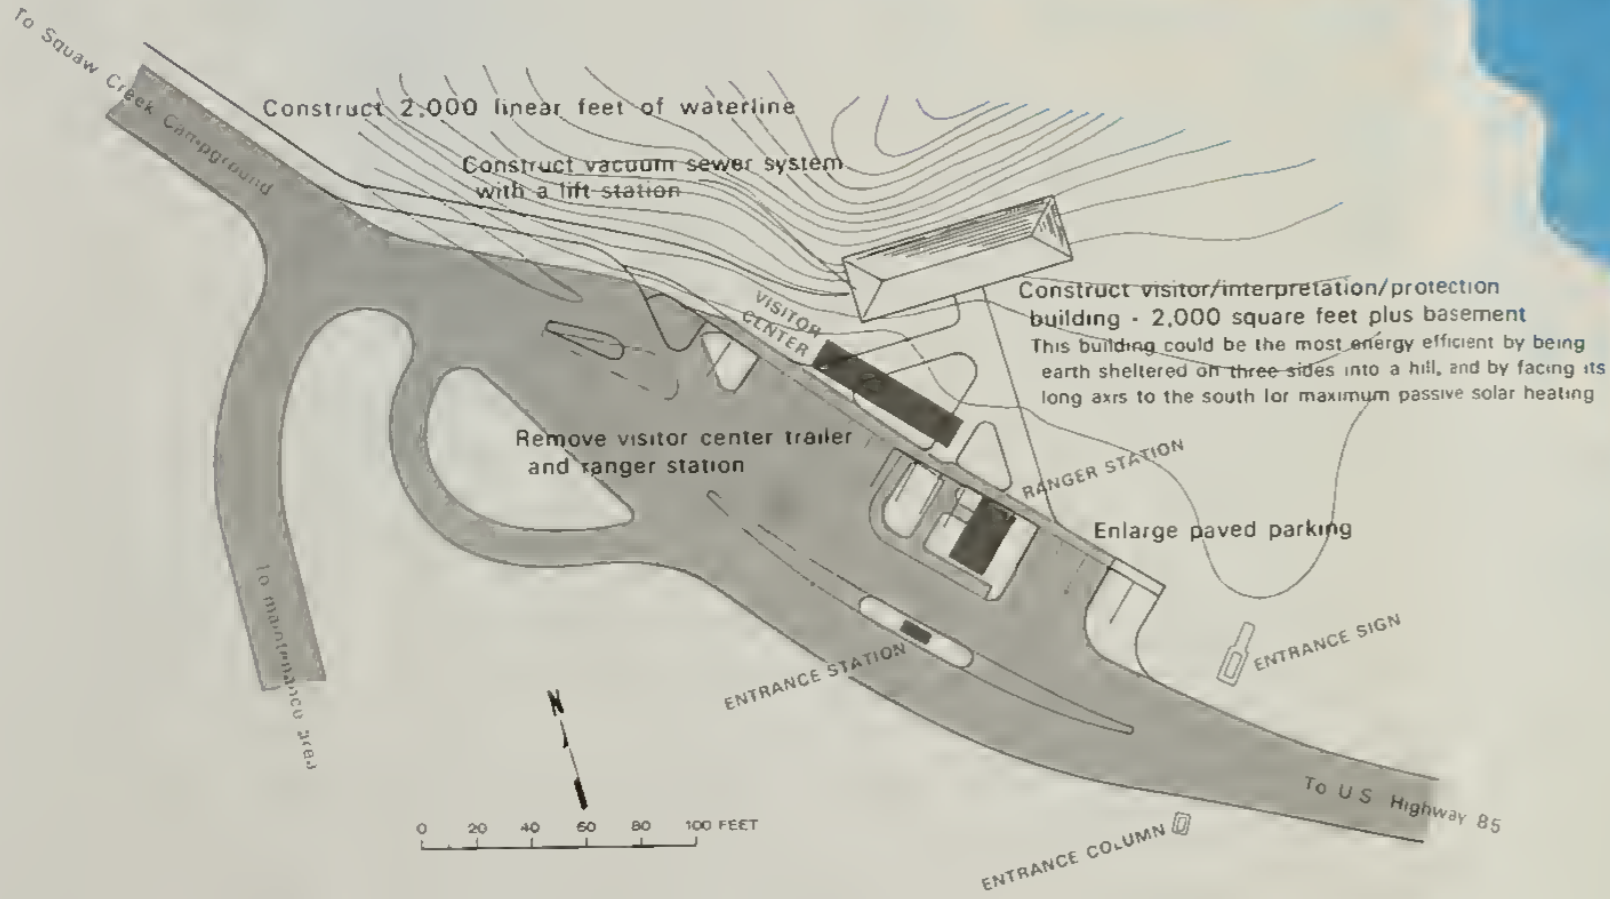 To Squaw Creek Campground
Construct 2,000 linear feet of waterline
Construct vacuum sewer system
with a lift station
VISITOR
CENTER
Construct visitor/interpretation/protection
building - 2,000 square feet plus basement
This building could be the most energy efficient by being
earth sheltered on three sides into a hill, and by facing its
long axis to the south for maximum passive solar heating
Remove visitor center trailer
and ranger station
RANGER STATION
Enlarge paved parking
To maintenance area
ENTRANCE STATION
ENTRANCE SIGN
N
To U S Highway 85
0 20 40 60 80 100 FEET
ENTRANCE COLUMN